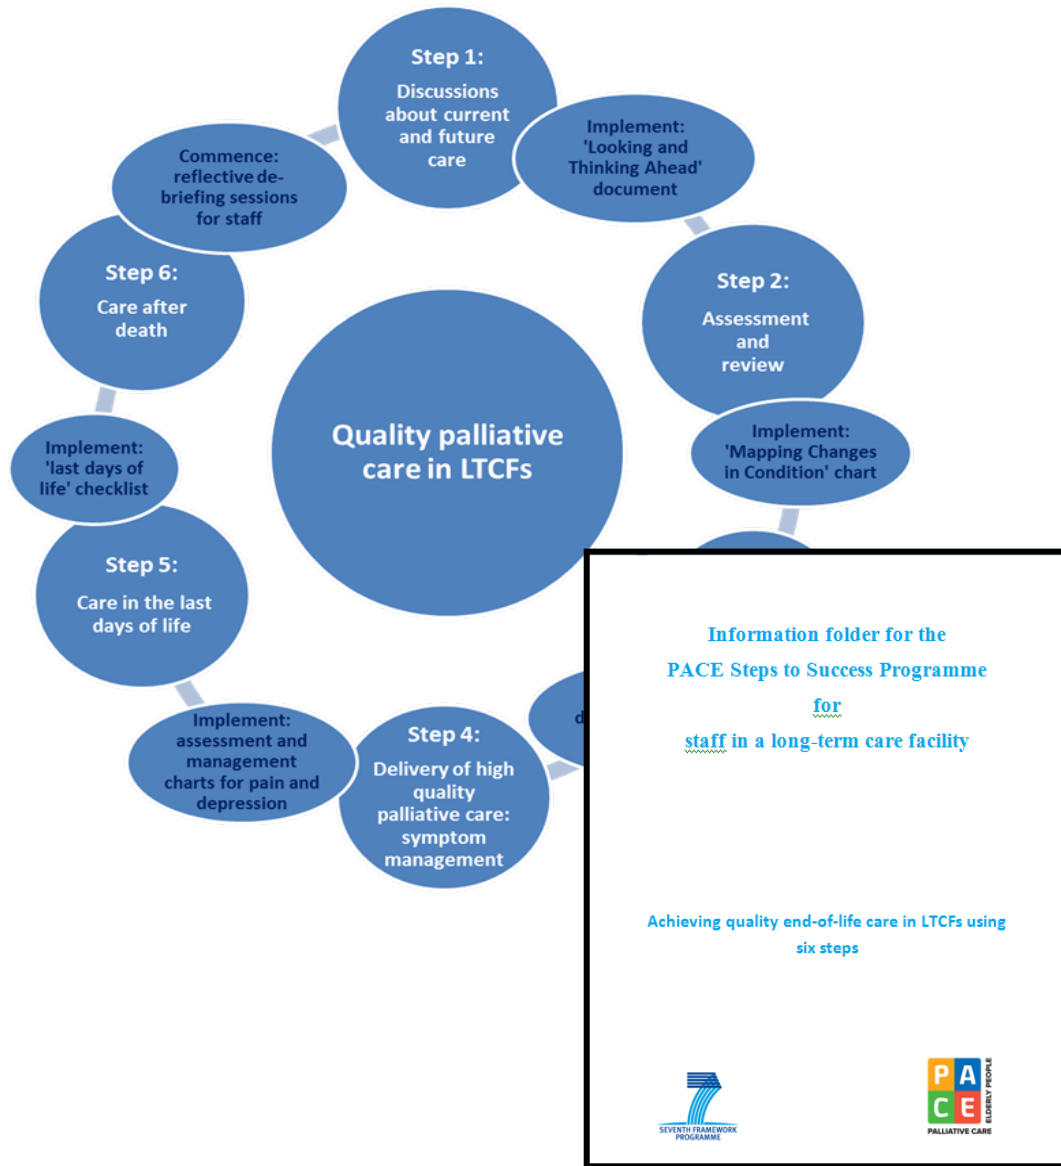 Step 1:
Discussions
about current
and future
care
Implement:
'Looking and
Thinking Ahead'
document
Step 2:
Assessment
and
review
Implement:
'Mapping Changes
in Condition' chart
Step 4:
Delivery of high
quality
palliative care:
symptom
management
Implement:
assessment and
management
charts for pain and
depression
Step 5:
Care in the last
days of life
Implement:
'last days of
life' checklist
Step 6:
Care after
death
Commence:
reflective de-
briefing sessions
for staff
Quality palliative
care in LTCFs
Information folder for the
PACE Steps to Success Programme
for
staff in a long-term care facility
Achieving quality end-of-life care in LTCFs using
six steps
SEVENTH FRAMEWORK
PROGRAMME
PACE
ELDERLY PEOPLE
PALLIATIVE CARE